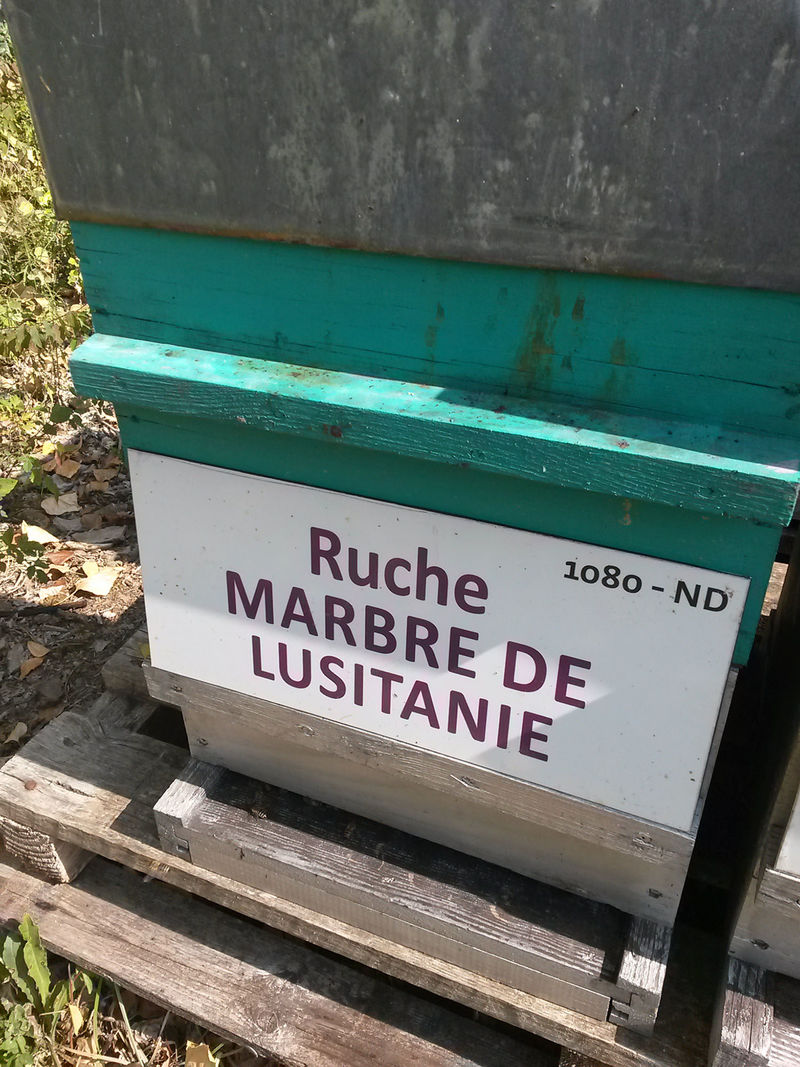 Ruche
1080 - ND
MARBRE DE
LUSITANIE